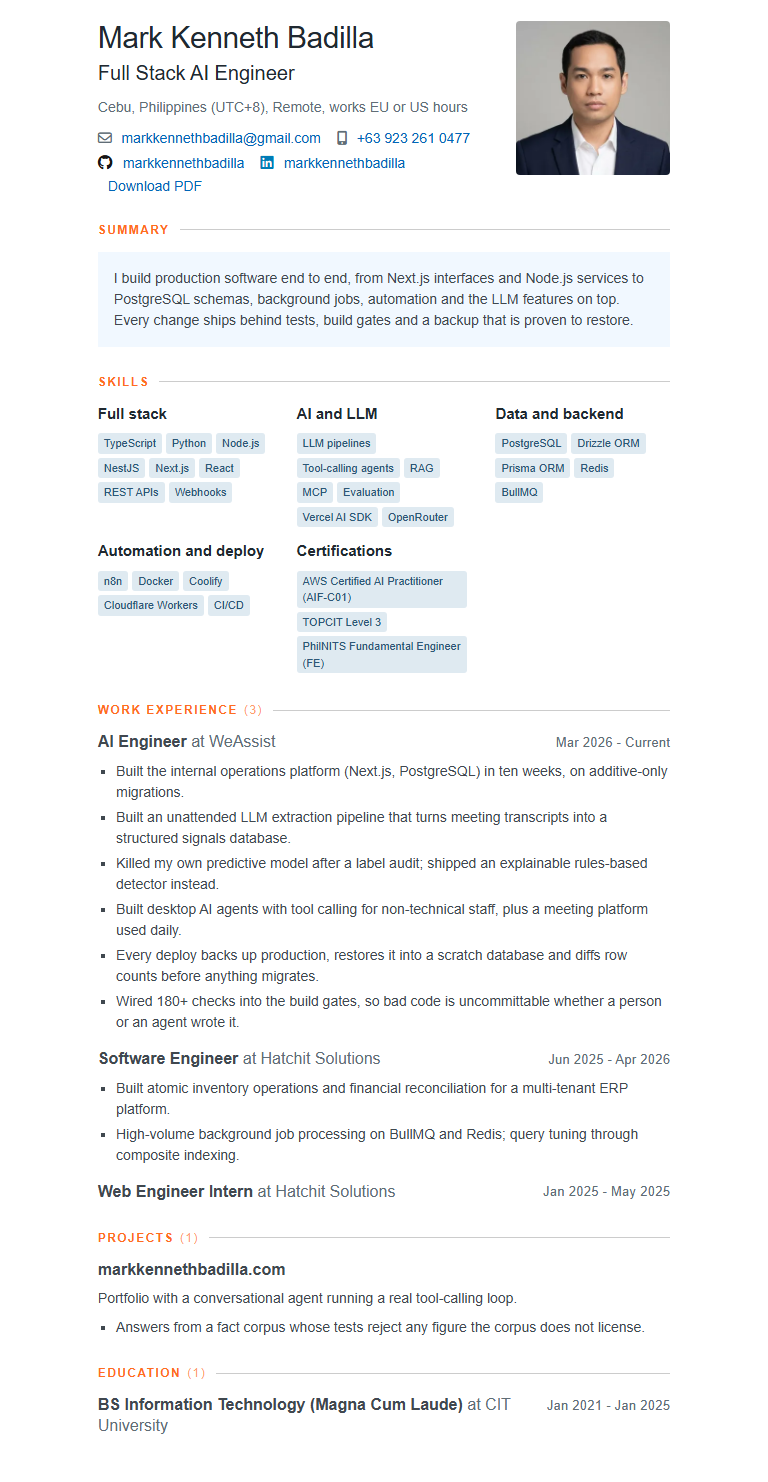 Mark Kenneth Badilla
Full Stack AI Engineer
Cebu, Philippines (UTC+8), Remote, works EU or US hours
markkennethbadilla@gmail.com +63 923 261 0477
markkennethbadilla markkennethbadilla
Download PDF
SUMMARY
I build production software end to end, from Next.js interfaces and Node.js services to
PostgreSQL schemas, background jobs, automation and the LLM features on top.
Every change ships behind tests, build gates and a backup that is proven to restore.
SKILLS
Full stack
TypeScript Python Node.js
NestJS Next.js React
REST APIs Webhooks
AI and LLM
LLM pipelines
Tool-calling agents RAG
MCP Evaluation
Vercel AI SDK OpenRouter
Data and backend
PostgreSQL Drizzle ORM
Prisma ORM Redis
BullMQ
Automation and deploy
n8n Docker Coolify
Cloudflare Workers CI/CD
Certifications
AWS Certified AI Practitioner
(AIF-C01)
TOPCIT Level 3
PhilNITS Fundamental Engineer
(FE)
WORK EXPERIENCE (3)
AI Engineer at WeAssist Mar 2026 - Current
Built the internal operations platform (Next.js, PostgreSQL) in ten weeks, on additive-only
migrations.
Built an unattended LLM extraction pipeline that turns meeting transcripts into a
structured signals database.
Killed my own predictive model after a label audit; shipped an explainable rules-based
detector instead.
Built desktop AI agents with tool calling for non-technical staff, plus a meeting platform
used daily.
Every deploy backs up production, restores it into a scratch database and diffs row
counts before anything migrates.
Wired 180+ checks into the build gates, so bad code is uncommittable whether a person
or an agent wrote it.
Software Engineer at Hatchit Solutions Jun 2025 - Apr 2026
Built atomic inventory operations and financial reconciliation for a multi-tenant ERP
platform.
High-volume background job processing on BullMQ and Redis; query tuning through
composite indexing.
Web Engineer Intern at Hatchit Solutions Jan 2025 - May 2025
PROJECTS (1)
markkennethbadilla.com
Portfolio with a conversational agent running a real tool-calling loop.
Answers from a fact corpus whose tests reject any figure the corpus does not license.
EDUCATION (1)
BS Information Technology (Magna Cum Laude) at CIT Jan 2021 - Jan 2025
University